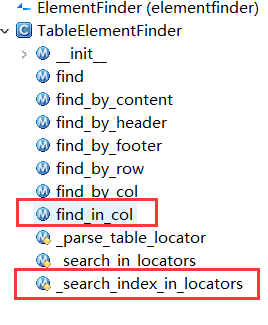 ElementFinder (elementfinder)
TableElementFinder
__init__
find
find_by_content
find_by_header
find_by_footer
find_by_row
find_by_col
find_in_col
_parse_table_locator
_search_in_locators
_search_index_in_locators